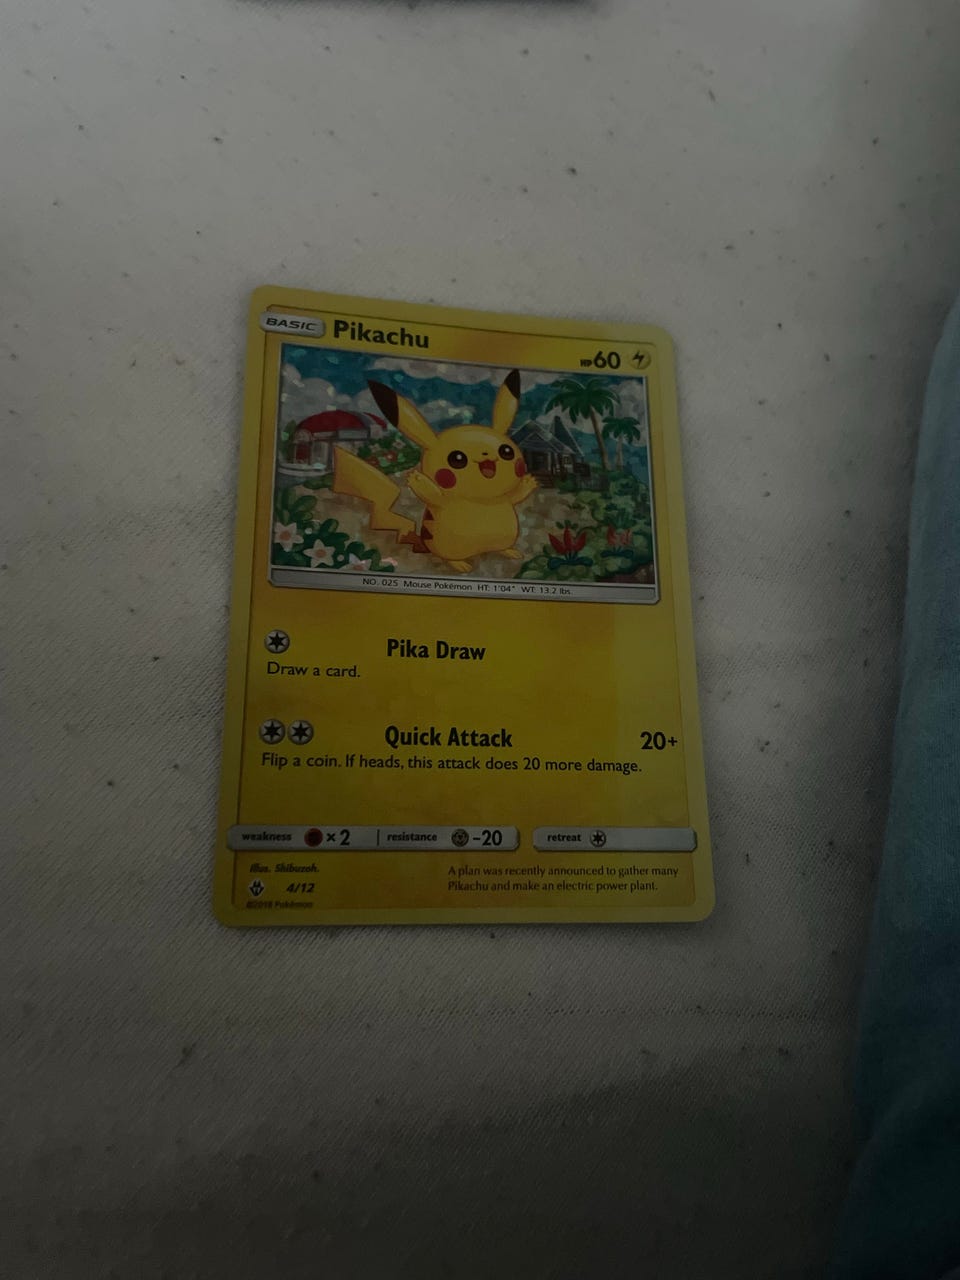 BASIC Pikachu HP60
NO. 025 Mouse Pokémon HT: 1'04" WT: 13.2 lbs.
Pika Draw
Draw a card.
Quick Attack 20+
Flip a coin. If heads, this attack does 20 more damage.
weakness ×2 resistance -20 retreat
Illus. Shibuzoh. A plan was recently announced to gather many
4/12 Pikachu and make an electric power plant.
©2018 Pokémon